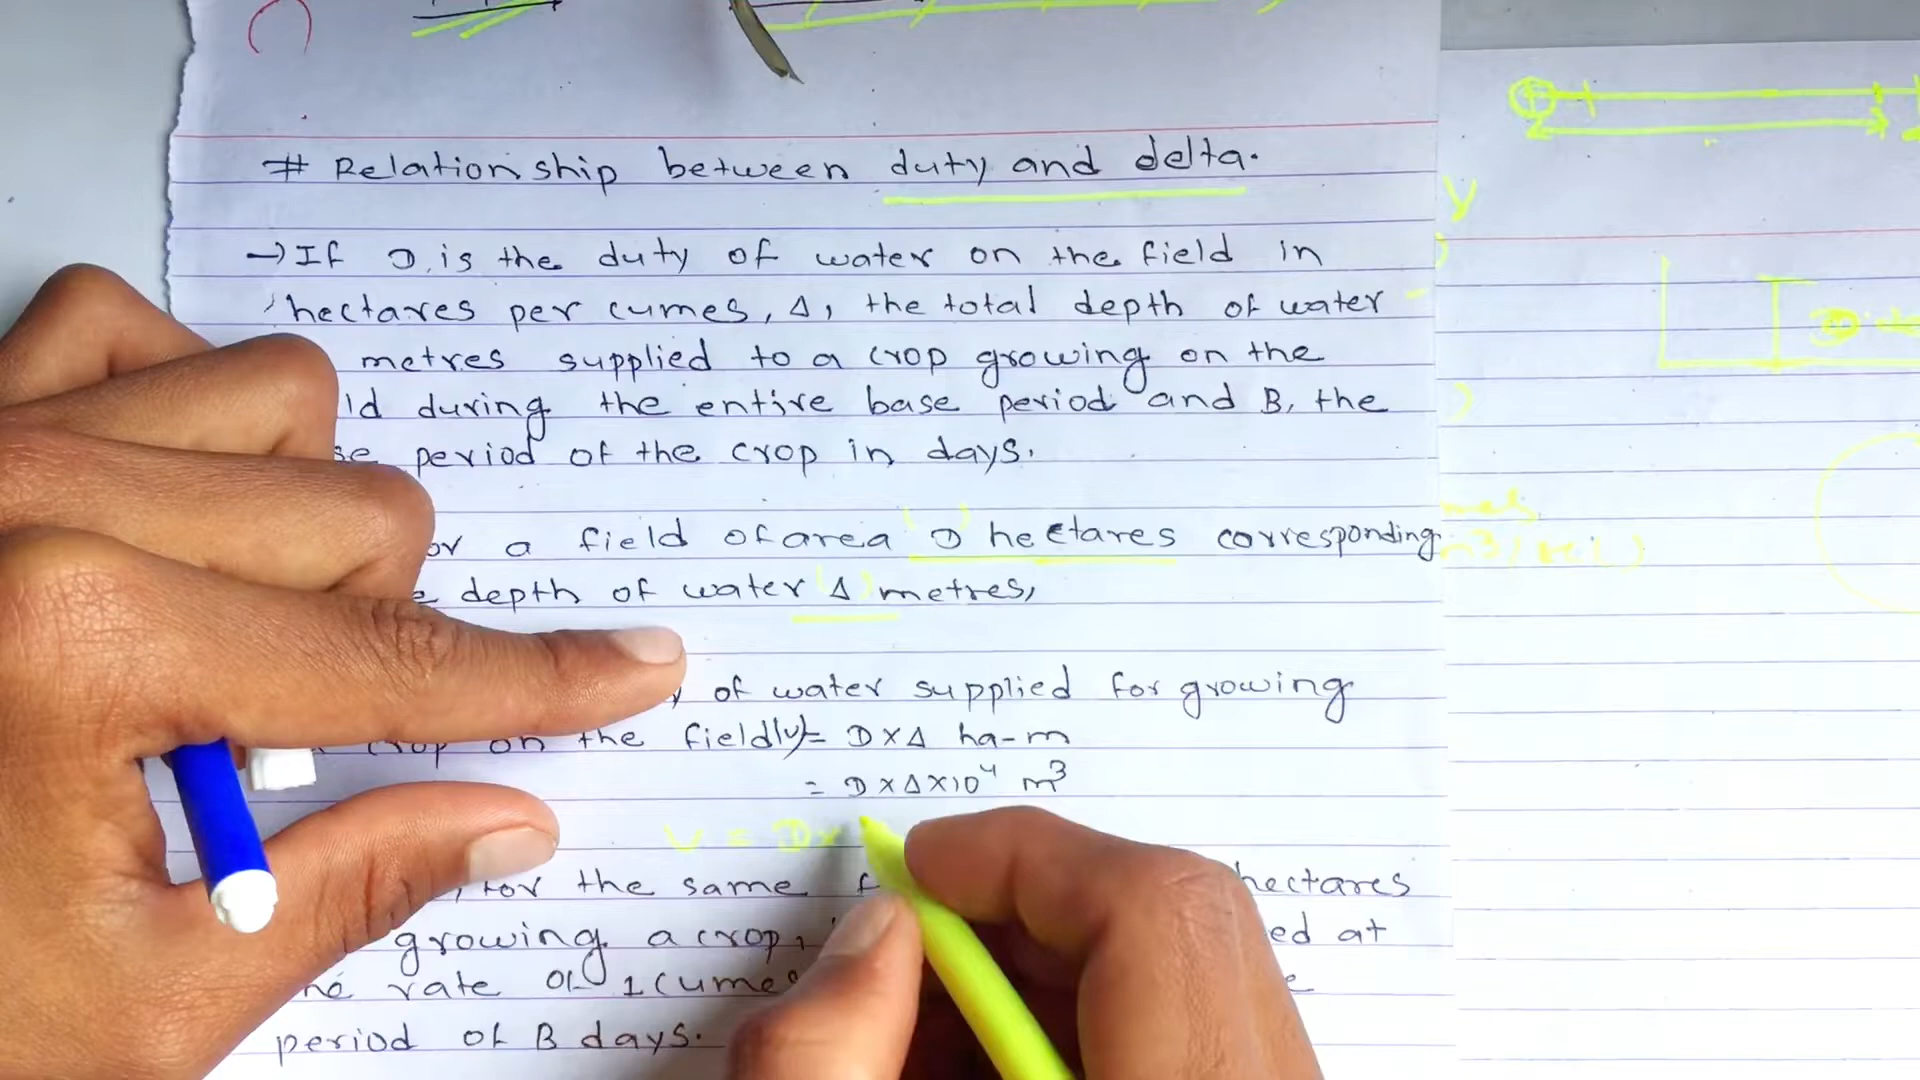 # Relationship between duty and delta.
→ If D, is the duty of water on the field in
hectares per cumes, Δ, the total depth of water
metres supplied to a crop growing on the
ld during the entire base period and B, the
se period of the crop in days.
or a field of area D hectares corresponding
depth of water Δ metres,
of water supplied for growing
crop on the field(v) = D×Δ ha-m
= D×Δ×10⁴ m³
V = D×
for the same hectares
growing a crop, ed at
rate of 1 cumes
period of B days.